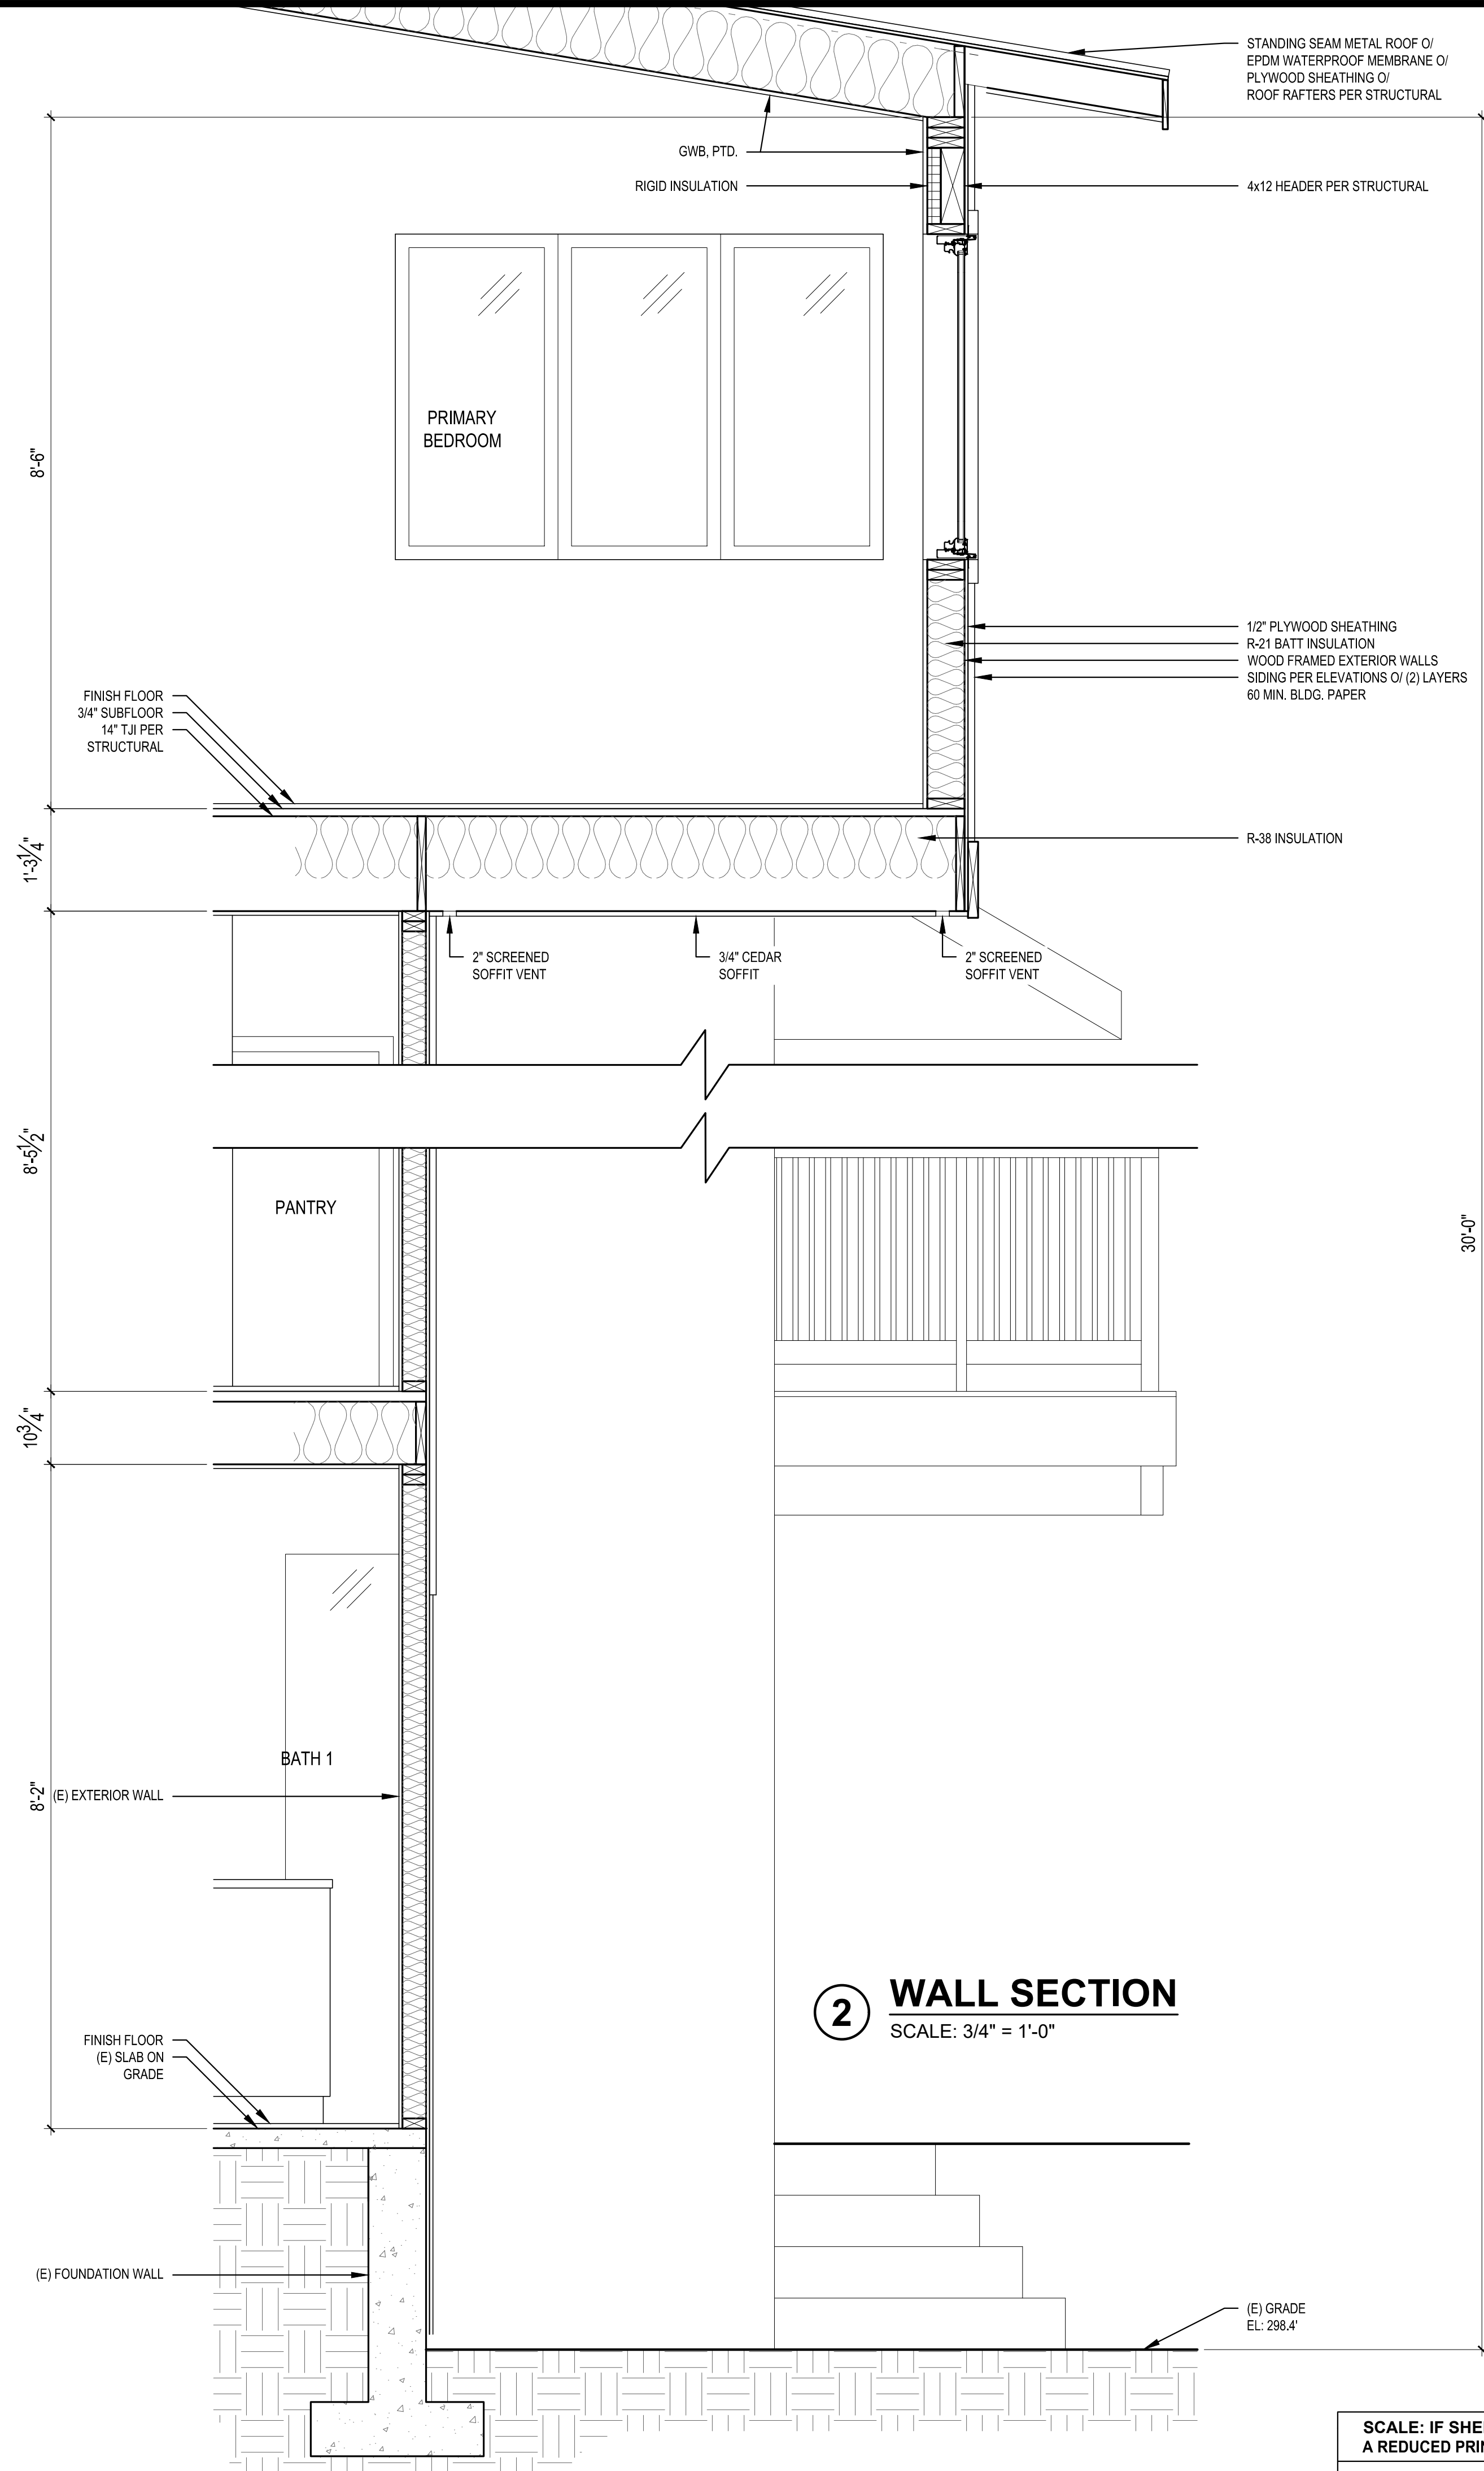 STANDING SEAM METAL ROOF O/
EPDM WATERPROOF MEMBRANE O/
PLYWOOD SHEATHING O/
ROOF RAFTERS PER STRUCTURAL
GWB, PTD.
RIGID INSULATION
4x12 HEADER PER STRUCTURAL
PRIMARY
BEDROOM
8'-6"
1/2" PLYWOOD SHEATHING
R-21 BATT INSULATION
WOOD FRAMED EXTERIOR WALLS
SIDING PER ELEVATIONS O/ (2) LAYERS
60 MIN. BLDG. PAPER
FINISH FLOOR
3/4" SUBFLOOR
14" TJI PER
STRUCTURAL
R-38 INSULATION
1'-3 1/4"
2" SCREENED
SOFFIT VENT
3/4" CEDAR
SOFFIT
2" SCREENED
SOFFIT VENT
8'-5 1/2"
PANTRY
30'-0"
10 3/4"
BATH 1
8'-2"
(E) EXTERIOR WALL
2
WALL SECTION
SCALE: 3/4" = 1'-0"
FINISH FLOOR
(E) SLAB ON
GRADE
(E) FOUNDATION WALL
(E) GRADE
EL: 298.4'
SCALE: IF
A REDUCED